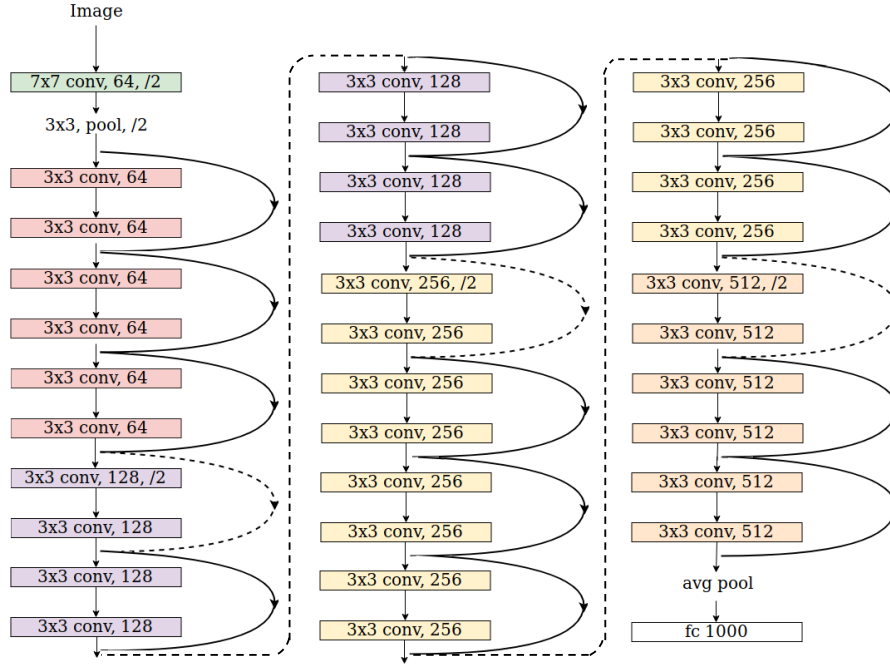 Image
7x7 conv, 64, /2
3x3, pool, /2
3x3 conv, 64
3x3 conv, 64
3x3 conv, 64
3x3 conv, 64
3x3 conv, 64
3x3 conv, 64
3x3 conv, 128, /2
3x3 conv, 128
3x3 conv, 128
3x3 conv, 128
3x3 conv, 128
3x3 conv, 128
3x3 conv, 128
3x3 conv, 128
3x3 conv, 256, /2
3x3 conv, 256
3x3 conv, 256
3x3 conv, 256
3x3 conv, 256
3x3 conv, 256
3x3 conv, 256
3x3 conv, 256
3x3 conv, 256
3x3 conv, 256
3x3 conv, 256
3x3 conv, 256
3x3 conv, 512, /2
3x3 conv, 512
3x3 conv, 512
3x3 conv, 512
3x3 conv, 512
3x3 conv, 512
avg pool
fc 1000